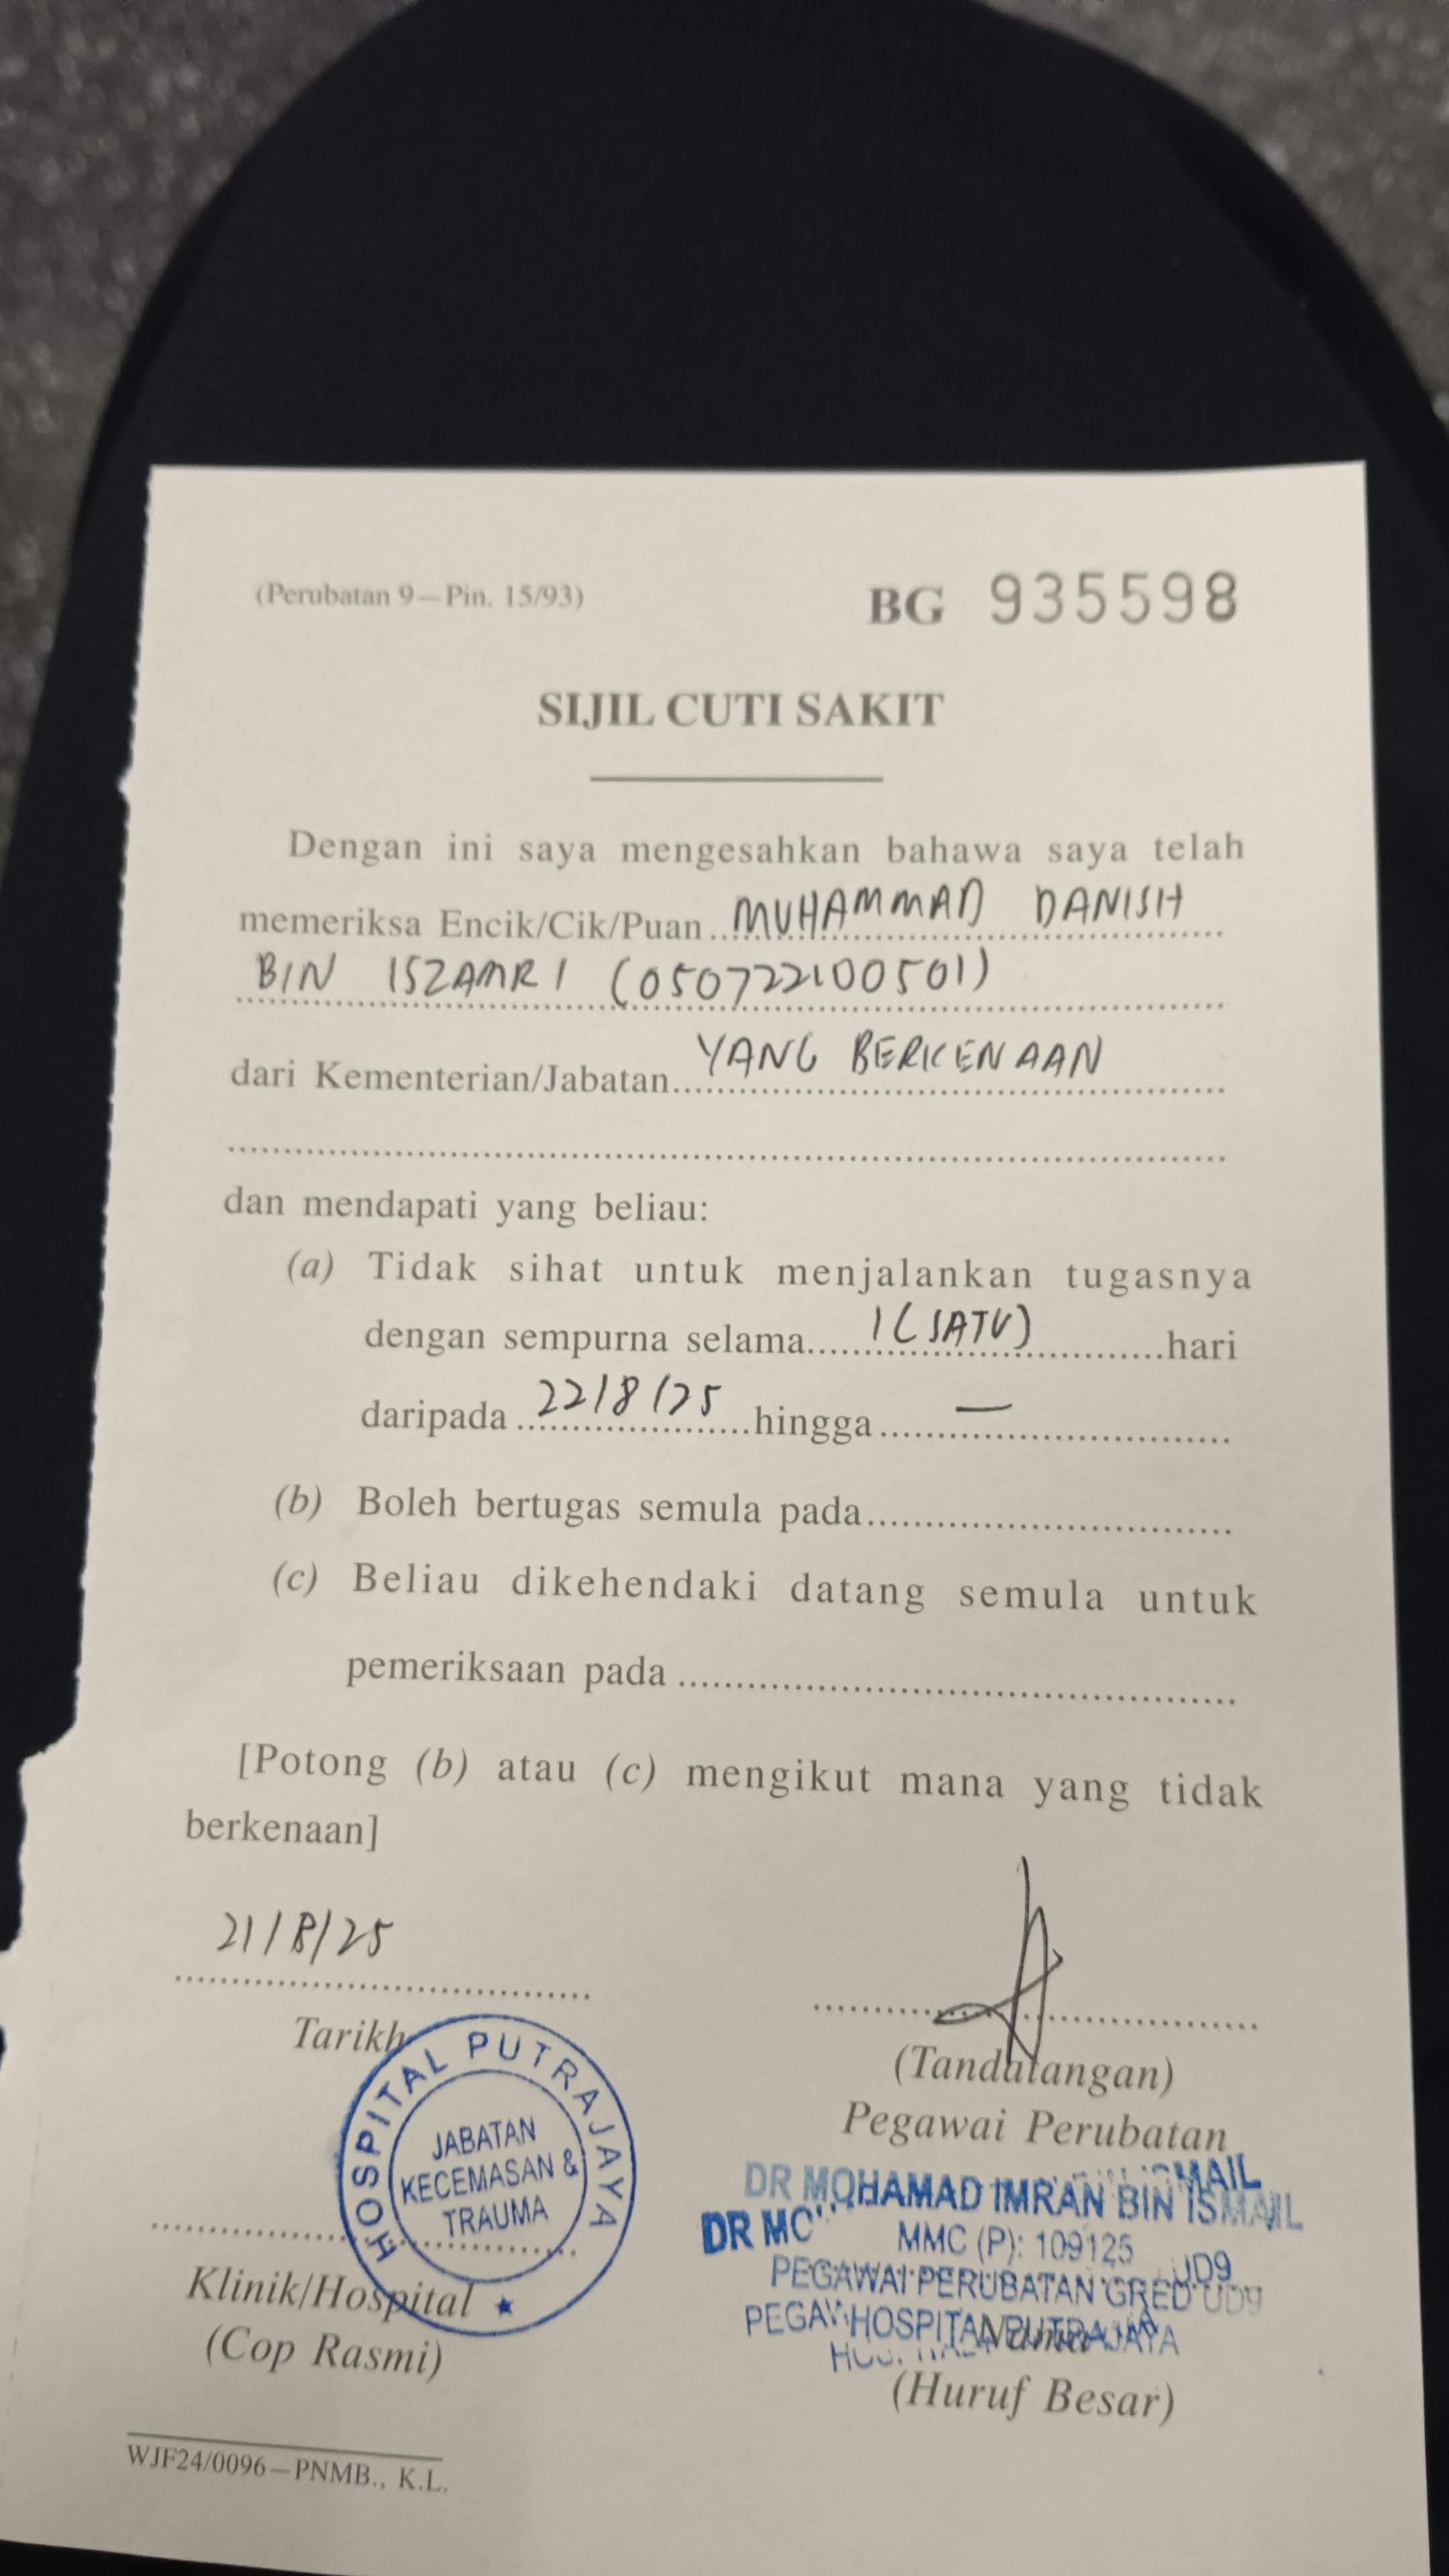 (Perubatan 9—Pin. 15/93)
BG 935598
SIJIL CUTI SAKIT
Dengan ini saya mengesahkan bahawa saya telah
memeriksa Encik/Cik/Puan MUHAMMAD DANISH
BIN ISZAMRI (050722100501)
dari Kementerian/Jabatan YANG BERKENAAN
dan mendapati yang beliau:
(a) Tidak sihat untuk menjalankan tugasnya
dengan sempurna selama 1 (SATU) hari
daripada 22/8/25 hingga —
(b) Boleh bertugas semula pada
(c) Beliau dikehendaki datang semula untuk
pemeriksaan pada
[Potong (b) atau (c) mengikut mana yang tidak
berkenaan]
21/8/25
Tarikh
(Tandatangan)
Pegawai Perubatan
HOSPITAL PUTRAJAYA
JABATAN
KECEMASAN &
TRAUMA
DR MOHAMAD IMRAN BIN ISMAIL
MMC (P): 109125
PEGAWAI PERUBATAN GRED UD9
HOSPITAL PUTRAJAYA
Nama
(Huruf Besar)
Klinik/Hospital
(Cop Rasmi)
WJF24/0096—PNMB., K.L.